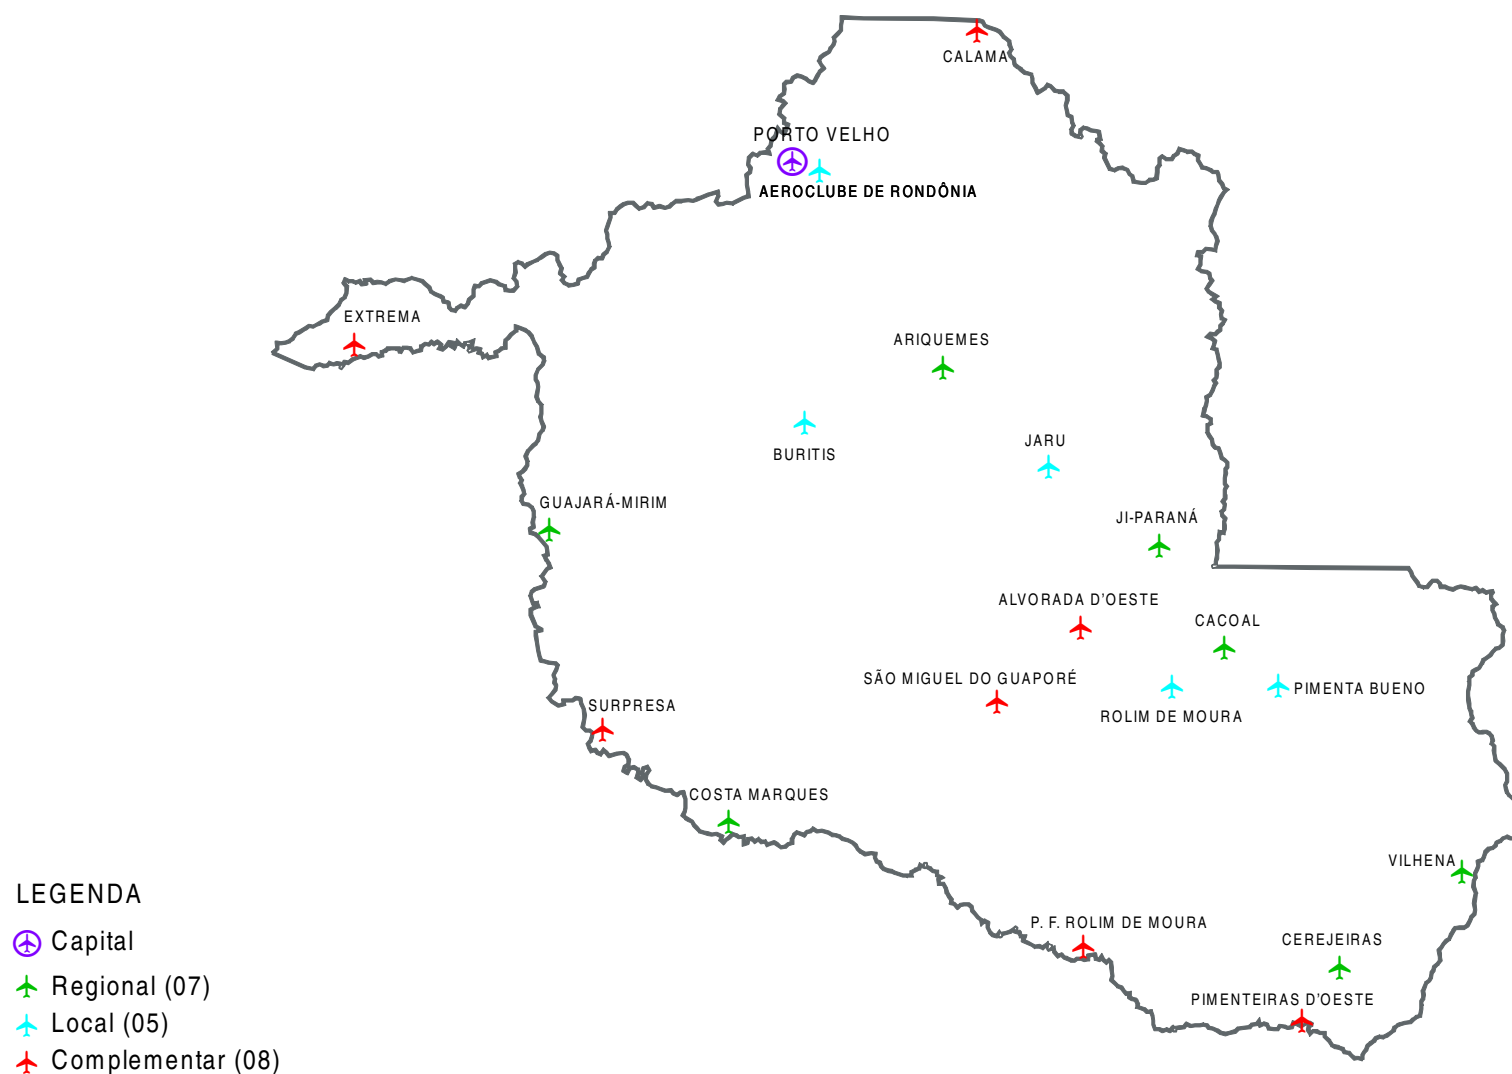 CALAMA
PORTO VELHO
AEROCLUBE DE RONDÔNIA
EXTREMA
ARIQUEMES
JARU
BURITIS
GUAJARÁ-MIRIM
JI-PARANÁ
ALVORADA D'OESTE
CACOAL
SÃO MIGUEL DO GUAPORÉ
PIMENTA BUENO
SURPRESA
ROLIM DE MOURA
COSTA MARQUES
VILHENA
LEGENDA
P. F. ROLIM DE MOURA
CEREJEIRAS
Capital
Regional (07)
PIMENTEIRAS D'OESTE
Local (05)
Complementar (08)